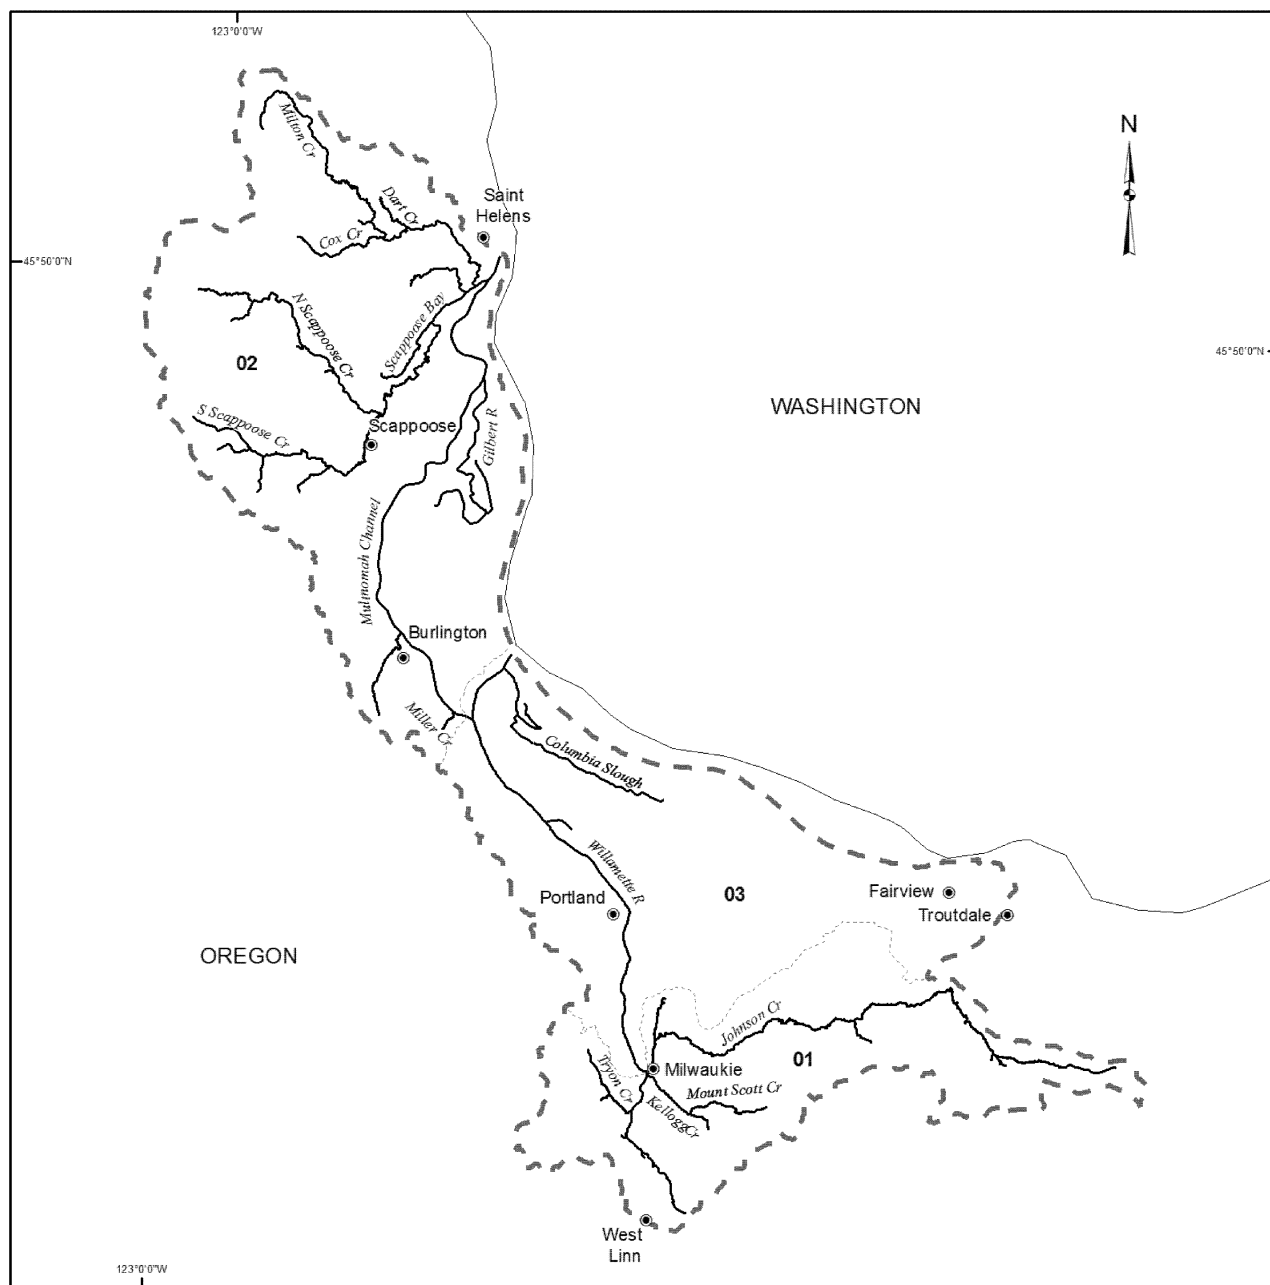 123°0'0"W
N
Milton Cr
Dart Cr
Saint
Helens
Cox Cr
45°50'0"N
N Scappoose Cr
Scappoose Bay
45°50'0"N
02
WASHINGTON
S Scappoose Cr
Scappoose
Gilbert R
Multnomah Channel
Burlington
Miller Cr
Columbia Slough
Willamette R
Fairview
03
Portland
Troutdale
OREGON
Johnson Cr
01
Tryon Cr
Milwaukie
Mount Scott Cr
KelloggCr
West
Linn
123°0'0"W